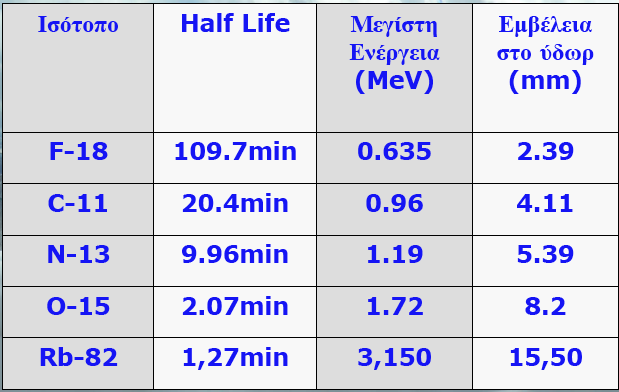 Ισότοπο
Half Life
Μεγίστη
Ενέργεια
(MeV)
Εμβέλεια
στο ύδωρ
(mm)
F-18 109.7min 0.635 2.39
C-11 20.4min 0.96 4.11
N-13 9.96min 1.19 5.39
O-15 2.07min 1.72 8.2
Rb-82 1,27min 3,150 15,50